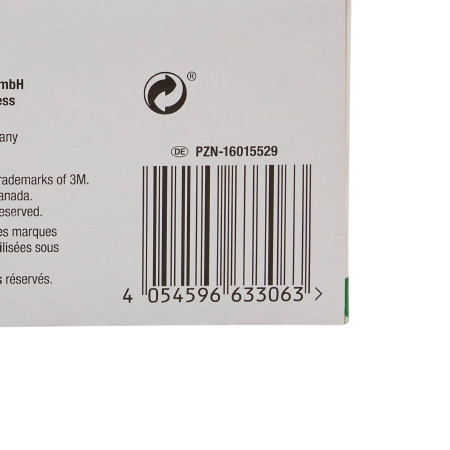 mbH
ess
any
rademarks of 3M.
anada.
eserved.
es marques
ilisées sous
s réservés.
®
DE PZN-16015529
4 054596 633063 >